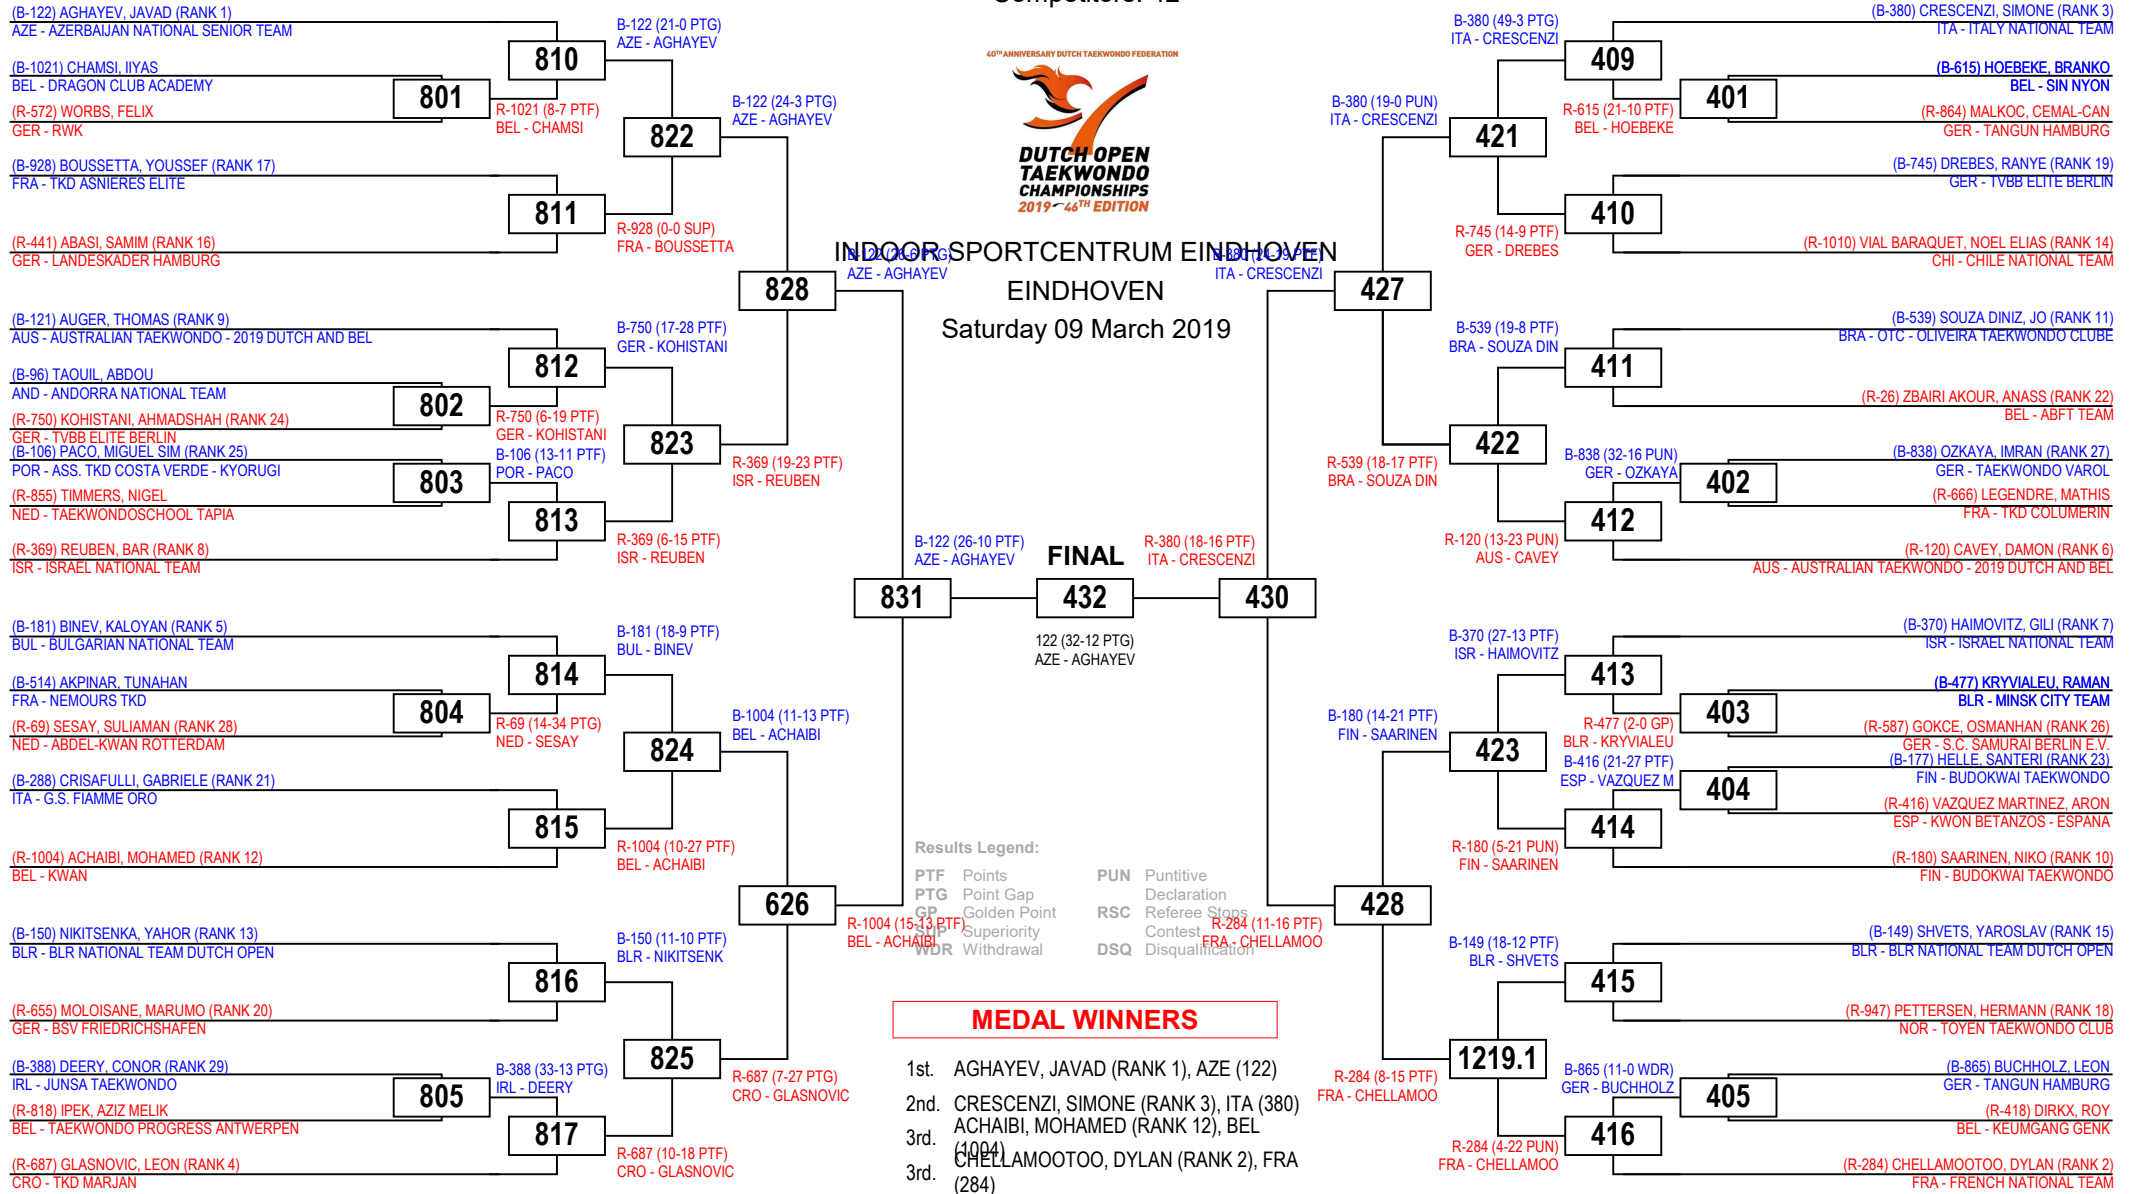 Competitors: 42
(B-122) AGHAYEV, JAVAD (RANK 1)
AZE - AZERBAIJAN NATIONAL SENIOR TEAM
(B-1021) CHAMSI, IIYAS
BEL - DRAGON CLUB ACADEMY
(R-572) WORBS, FELIX
GER - RWK
(B-928) BOUSSETTA, YOUSSEF (RANK 17)
FRA - TKD ASNIERES ELITE
(R-441) ABASI, SAMIM (RANK 16)
GER - LANDESKADER HAMBURG
(B-121) AUGER, THOMAS (RANK 9)
AUS - AUSTRALIAN TAEKWONDO - 2019 DUTCH AND BEL
(B-96) TAOUIL, ABDOU
AND - ANDORRA NATIONAL TEAM
(R-750) KOHISTANI, AHMADSHAH (RANK 24)
GER - TVBB ELITE BERLIN
(B-106) PACO, MIGUEL SIM (RANK 25)
POR - ASS. TKD COSTA VERDE - KYORUGI
(R-855) TIMMERS, NIGEL
NED - TAEKWONDOSCHOOL TAPIA
(R-369) REUBEN, BAR (RANK 8)
ISR - ISRAEL NATIONAL TEAM
(B-181) BINEV, KALOYAN (RANK 5)
BUL - BULGARIAN NATIONAL TEAM
(B-514) AKPINAR, TUNAHAN
FRA - NEMOURS TKD
(R-69) SESAY, SULIAMAN (RANK 28)
NED - ABDEL-KWAN ROTTERDAM
(B-288) CRISAFULLI, GABRIELE (RANK 21)
ITA - G.S. FIAMME ORO
(R-1004) ACHAIBI, MOHAMED (RANK 12)
BEL - KWAN
(B-150) NIKITSENKA, YAHOR (RANK 13)
BLR - BLR NATIONAL TEAM DUTCH OPEN
(R-655) MOLOISANE, MARUMO (RANK 20)
GER - BSV FRIEDRICHSHAFEN
(B-388) DEERY, CONOR (RANK 29)
IRL - JUNSA TAEKWONDO
(R-818) IPEK, AZIZ MELIK
BEL - TAEKWONDO PROGRESS ANTWERPEN
(R-687) GLASNOVIC, LEON (RANK 4)
CRO - TKD MARJAN
801
R-1021 (8-7 PTF)
BEL - CHAMSI
802
R-750 (6-19 PTF)
GER - KOHISTANI
B-106 (13-11 PTF)
POR - PACO
803
804
R-69 (14-34 PTG)
NED - SESAY
B-388 (33-13 PTG)
IRL - DEERY
805
B-122 (21-0 PTG)
AZE - AGHAYEV
810
811
R-928 (0-0 SUP)
FRA - BOUSSETTA
B-750 (17-28 PTF)
GER - KOHISTANI
812
813
R-369 (6-15 PTF)
ISR - REUBEN
B-181 (18-9 PTF)
BUL - BINEV
814
815
R-1004 (10-27 PTF)
BEL - ACHAIBI
B-150 (11-10 PTF)
BLR - NIKITSENK
816
817
R-687 (10-18 PTF)
CRO - GLASNOVIC
B-122 (24-3 PTG)
AZE - AGHAYEV
822
823
R-369 (19-23 PTF)
ISR - REUBEN
B-1004 (11-13 PTF)
BEL - ACHAIBI
824
825
R-687 (7-27 PTG)
CRO - GLASNOVIC
B-122 (26-6 PTG)
AZE - AGHAYEV
828
626
R-1004 (15-13 PTF)
BEL - ACHAIBI
B-122 (26-10 PTF)
AZE - AGHAYEV
831
40TH ANNIVERSARY DUTCH TAEKWONDO FEDERATION
DUTCH OPEN
TAEKWONDO
CHAMPIONSHIPS
2019 46TH EDITION
INDOOR SPORTCENTRUM EINDHOVEN
EINDHOVEN
Saturday 09 March 2019
FINAL
432
122 (32-12 PTG)
AZE - AGHAYEV
R-380 (18-16 PTF)
ITA - CRESCENZI
430
Results Legend:
PTF Points
PTG Point Gap
GP Golden Point
SUP Superiority
WDR Withdrawal
PUN Puntitive
Declaration
RSC Referee Stops
Contest
DSQ Disqualification
MEDAL WINNERS
1st. AGHAYEV, JAVAD (RANK 1), AZE (122)
2nd. CRESCENZI, SIMONE (RANK 3), ITA (380)
3rd. ACHAIBI, MOHAMED (RANK 12), BEL
(1004)
3rd. CHELLAMOOTOO, DYLAN (RANK 2), FRA
(284)
B-380 (24-19 PTF)
ITA - CRESCENZI
427
428
R-284 (11-16 PTF)
FRA - CHELLAMOO
B-380 (19-0 PUN)
ITA - CRESCENZI
421
422
R-539 (18-17 PTF)
BRA - SOUZA DIN
B-180 (14-21 PTF)
FIN - SAARINEN
423
1219.1
R-284 (8-15 PTF)
FRA - CHELLAMOO
B-380 (49-3 PTG)
ITA - CRESCENZI
409
410
R-745 (14-9 PTF)
GER - DREBES
B-539 (19-8 PTF)
BRA - SOUZA DIN
411
412
R-120 (13-23 PUN)
AUS - CAVEY
B-370 (27-13 PTF)
ISR - HAIMOVITZ
413
414
R-180 (5-21 PUN)
FIN - SAARINEN
B-149 (18-12 PTF)
BLR - SHVETS
415
416
R-284 (4-22 PUN)
FRA - CHELLAMOO
401
R-615 (21-10 PTF)
BEL - HOEBEKE
B-838 (32-16 PUN)
GER - OZKAYA
402
403
R-477 (2-0 GP)
BLR - KRYVIALEU
B-416 (21-27 PTF)
ESP - VAZQUEZ M
404
B-865 (11-0 WDR)
GER - BUCHHOLZ
405
(B-380) CRESCENZI, SIMONE (RANK 3)
ITA - ITALY NATIONAL TEAM
(B-615) HOEBEKE, BRANKO
BEL - SIN NYON
(R-864) MALKOC, CEMAL-CAN
GER - TANGUN HAMBURG
(B-745) DREBES, RANYE (RANK 19)
GER - TVBB ELITE BERLIN
(R-1010) VIAL BARAQUET, NOEL ELIAS (RANK 14)
CHI - CHILE NATIONAL TEAM
(B-539) SOUZA DINIZ, JO (RANK 11)
BRA - OTC - OLIVEIRA TAEKWONDO CLUBE
(R-26) ZBAIRI AKOUR, ANASS (RANK 22)
BEL - ABFT TEAM
(B-838) OZKAYA, IMRAN (RANK 27)
GER - TAEKWONDO VAROL
(R-666) LEGENDRE, MATHIS
FRA - TKD COLUMERIN
(R-120) CAVEY, DAMON (RANK 6)
AUS - AUSTRALIAN TAEKWONDO - 2019 DUTCH AND BEL
(B-370) HAIMOVITZ, GILI (RANK 7)
ISR - ISRAEL NATIONAL TEAM
(B-477) KRYVIALEU, RAMAN
BLR - MINSK CITY TEAM
(R-587) GOKCE, OSMANHAN (RANK 26)
GER - S.C. SAMURAI BERLIN E.V.
(B-177) HELLE, SANTERI (RANK 23)
FIN - BUDOKWAI TAEKWONDO
(R-416) VAZQUEZ MARTINEZ, ARON
ESP - KWON BETANZOS - ESPANA
(R-180) SAARINEN, NIKO (RANK 10)
FIN - BUDOKWAI TAEKWONDO
(B-149) SHVETS, YAROSLAV (RANK 15)
BLR - BLR NATIONAL TEAM DUTCH OPEN
(R-947) PETTERSEN, HERMANN (RANK 18)
NOR - TOYEN TAEKWONDO CLUB
(B-865) BUCHHOLZ, LEON
GER - TANGUN HAMBURG
(R-418) DIRKX, ROY
BEL - KEUMGANG GENK
(R-284) CHELLAMOOTOO, DYLAN (RANK 2)
FRA - FRENCH NATIONAL TEAM